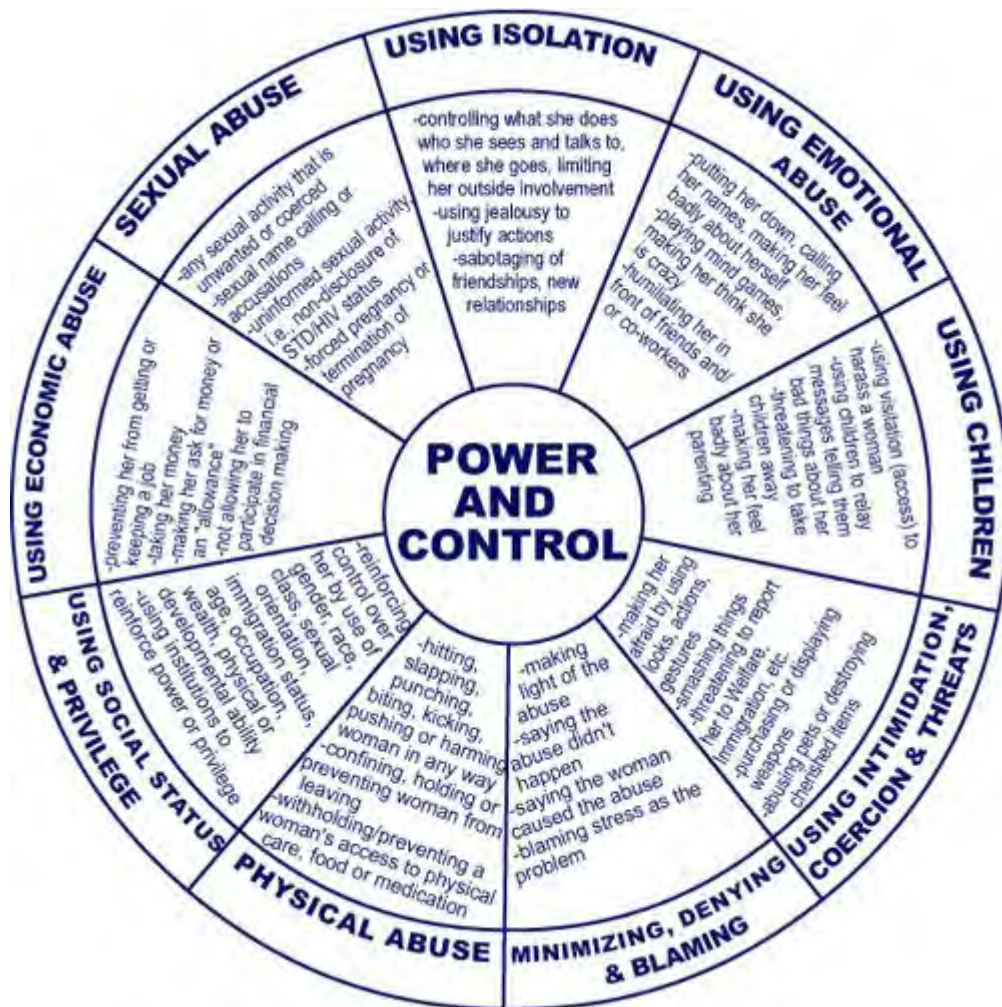 POWER
AND
CONTROL
USING ISOLATION
-controlling what she does
who she sees and talks to,
where she goes, limiting
her outside involvement
-using jealousy to
justify actions
-sabotaging of
friendships, new
relationships
USING EMOTIONAL
ABUSE
-putting her down, calling
her names, making her feel
badly about herself
-playing mind games,
making her think she
is crazy
-humiliating her in
front of friends and/
or co-workers
USING CHILDREN
-using visitation (access) to
harass a woman
-using children to relay
messages telling them
bad things about her
-threatening to take
children away
-making her feel
badly about her
parenting
USING INTIMIDATION,
COERCION & THREATS
-making her
afraid by using
looks, actions,
gestures
-smashing things
-threatening to report
her to Welfare,
Immigration, etc.
-purchasing or displaying
weapons
-abusing pets or destroying
cherished items
MINIMIZING, DENYING
& BLAMING
-making
light of the
abuse
-saying the
abuse didn't
happen
-saying the woman
caused the abuse
-blaming stress as the
problem
PHYSICAL ABUSE
-hitting,
slapping,
punching,
biting, kicking,
pushing or harming
woman in any way
-confining, holding or
preventing woman from
leaving
-withholding/preventing a
woman's access to physical
care, food or medication
USING SOCIAL STATUS
& PRIVILEGE
-reinforcing
control over
her by use of
gender, race,
class, sexual
orientation,
immigration status,
age, occupation,
wealth, physical or
developmental ability
-using institutions to
reinforce power or privilege
USING ECONOMIC ABUSE
-preventing her from getting or
keeping a job
-taking her money
-making her ask for money or
an "allowance"
-not allowing her to
participate in financial
decision making
SEXUAL ABUSE
-any sexual activity that is
unwanted or coerced
-sexual name calling or
accusations
-uninformed sexual activity
i.e., non-disclosure of
STD/HIV status
-forced pregnancy or
termination of
pregnancy